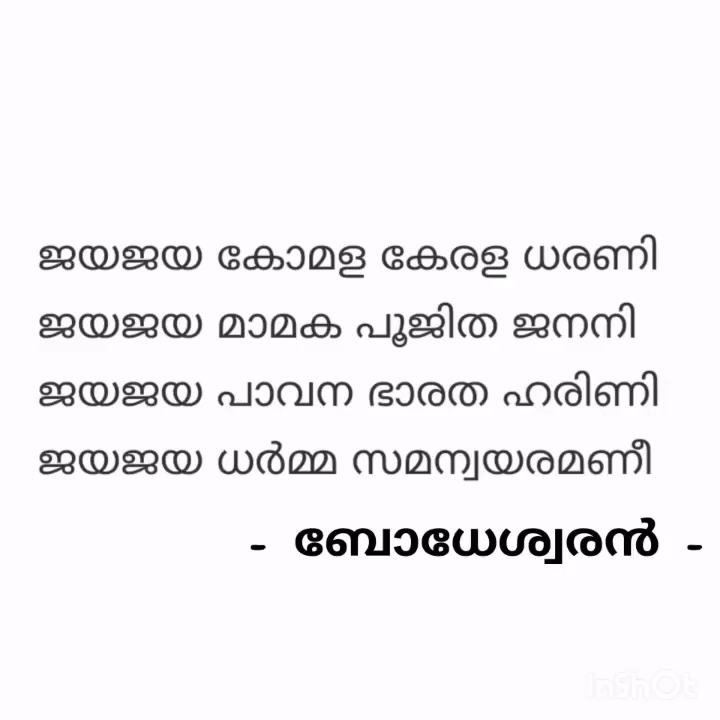 ജയജയ കോമള കേരള ധരണി
ജയജയ മാമക പൂജിത ജനനി
ജയജയ പാവന ഭാരത ഹരിണി
ജയജയ ധർമ്മ സമന്വയരമണീ
- ബോധേശ്വരൻ -
InShOt